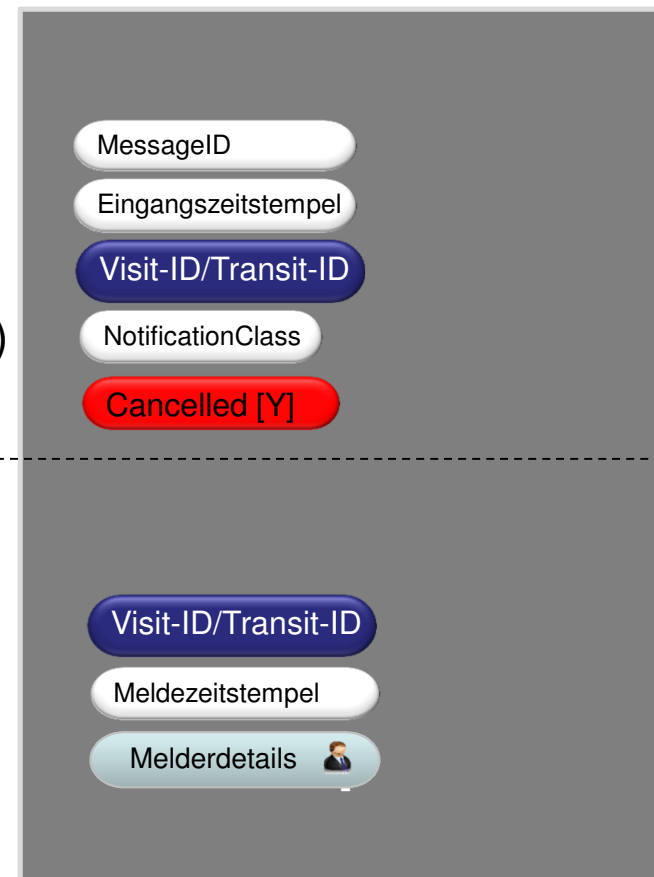 MessageID
Eingangszeitstempel
Visit-ID/Transit-ID
)
NotificationClass
Cancelled [Y]
Visit-ID/Transit-ID
Meldezeitstempel
Melderdetails